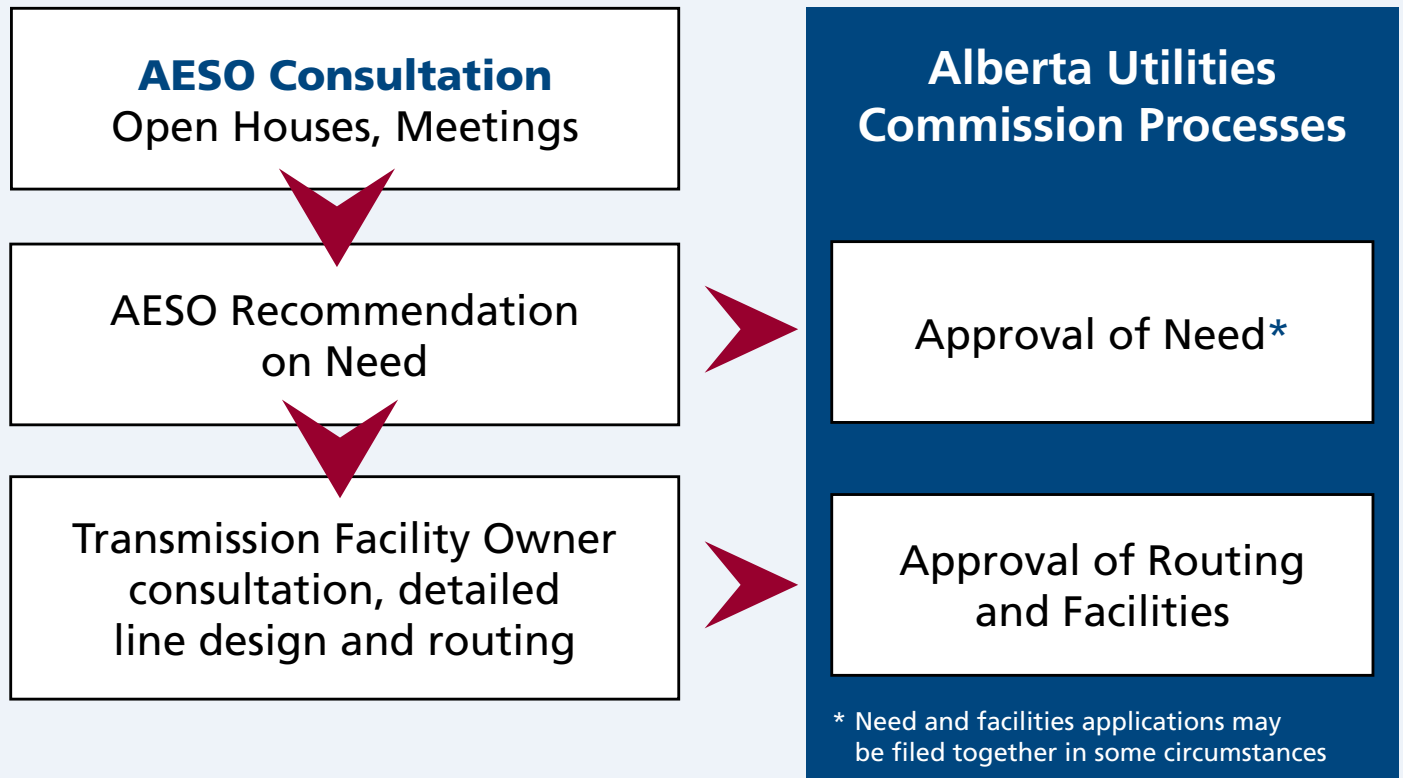 AESO Consultation
Open Houses, Meetings
AESO Recommendation
on Need
Transmission Facility Owner
consultation, detailed
line design and routing
Alberta Utilities
Commission Processes
Approval of Need*
Approval of Routing
and Facilities
* Need and facilities applications may
be filed together in some circumstances